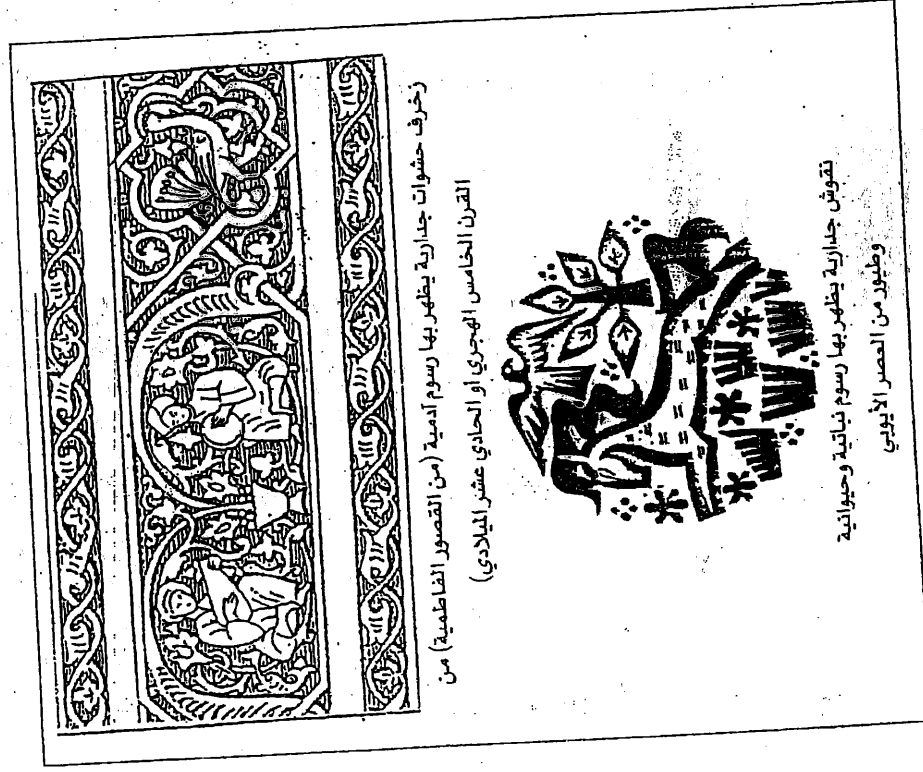 زخرف حشوات جدارية يظهر بها رسوم آدمية (من القصور الفاطمية) من
القرن الخامس الهجري او الحادي عشر الميلادي)
نقوش جدارية يظهر بها رسوم نباتية وحيوانية
وطيور من العصر الأيوبي